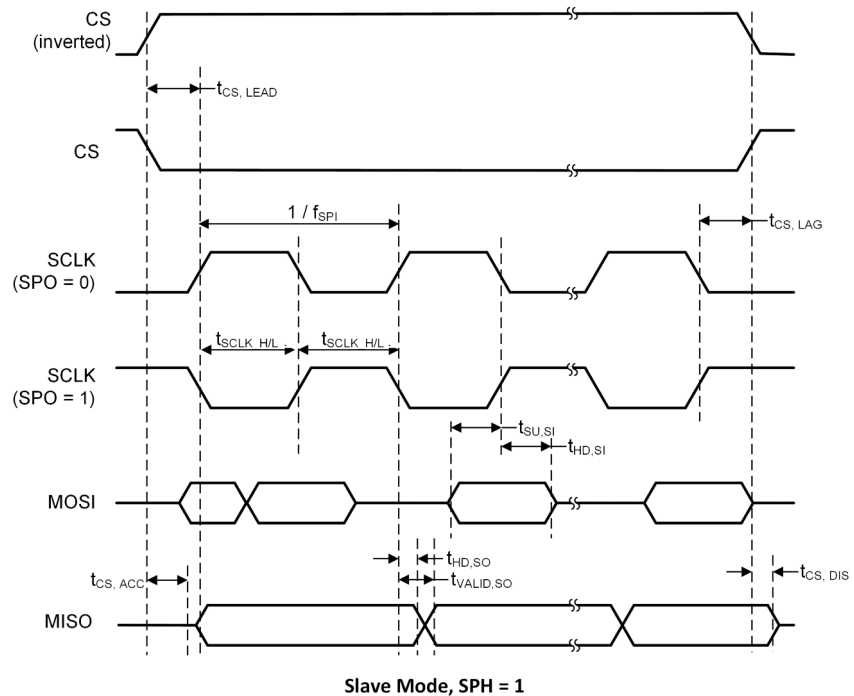 CS
(inverted)
tCS, LEAD
CS
1 / fSPI
tCS, LAG
SCLK
(SPO = 0)
tSCLK_H/L :
tSCLK_H/L :
SCLK
(SPO = 1)
tSU,SI
tHD,SI
MOSI
tHD,SO
tVALID,SO
tCS, ACC
tCS, DIS
MISO
Slave Mode, SPH = 1